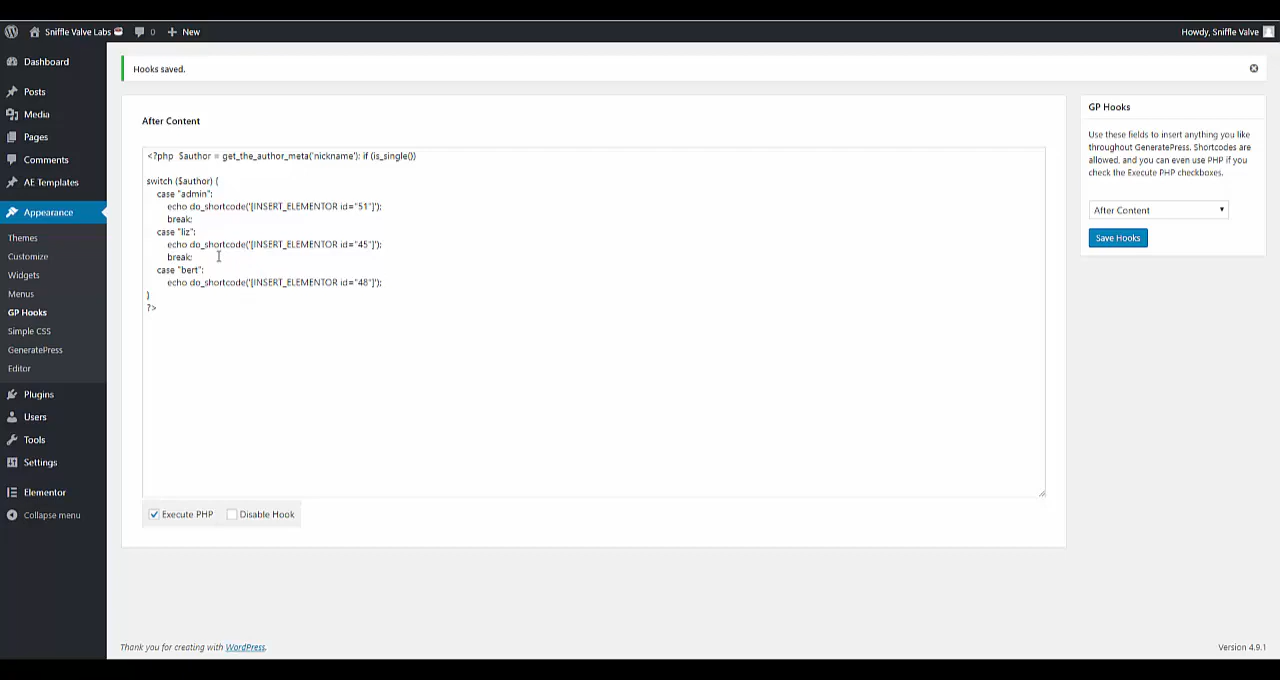 Sniffle Valve Labs
0
New
Howdy, Sniffle Valve
Dashboard
Posts
Media
Pages
Comments
AE Templates
Appearance
Themes
Customize
Widgets
Menus
GP Hooks
Simple CSS
GeneratePress
Editor
Plugins
Users
Tools
Settings
Elementor
Collapse menu
Hooks saved.
After Content
<?php $author = get_the_author_meta('nickname'); if (is_single())
switch ($author) {
case "admin":
echo do_shortcode('[INSERT_ELEMENTOR id="51"]');
break;
case "liz":
echo do_shortcode('[INSERT_ELEMENTOR id="45"]');
break;
case "bert":
echo do_shortcode('[INSERT_ELEMENTOR id="48"]');
}
?>
Execute PHP
Disable Hook
GP Hooks
Use these fields to insert anything you like
throughout GeneratePress. Shortcodes are
allowed, and you can even use PHP if you
check the Execute PHP checkboxes.
After Content
Save Hooks
Thank you for creating with WordPress.
Version 4.9.1